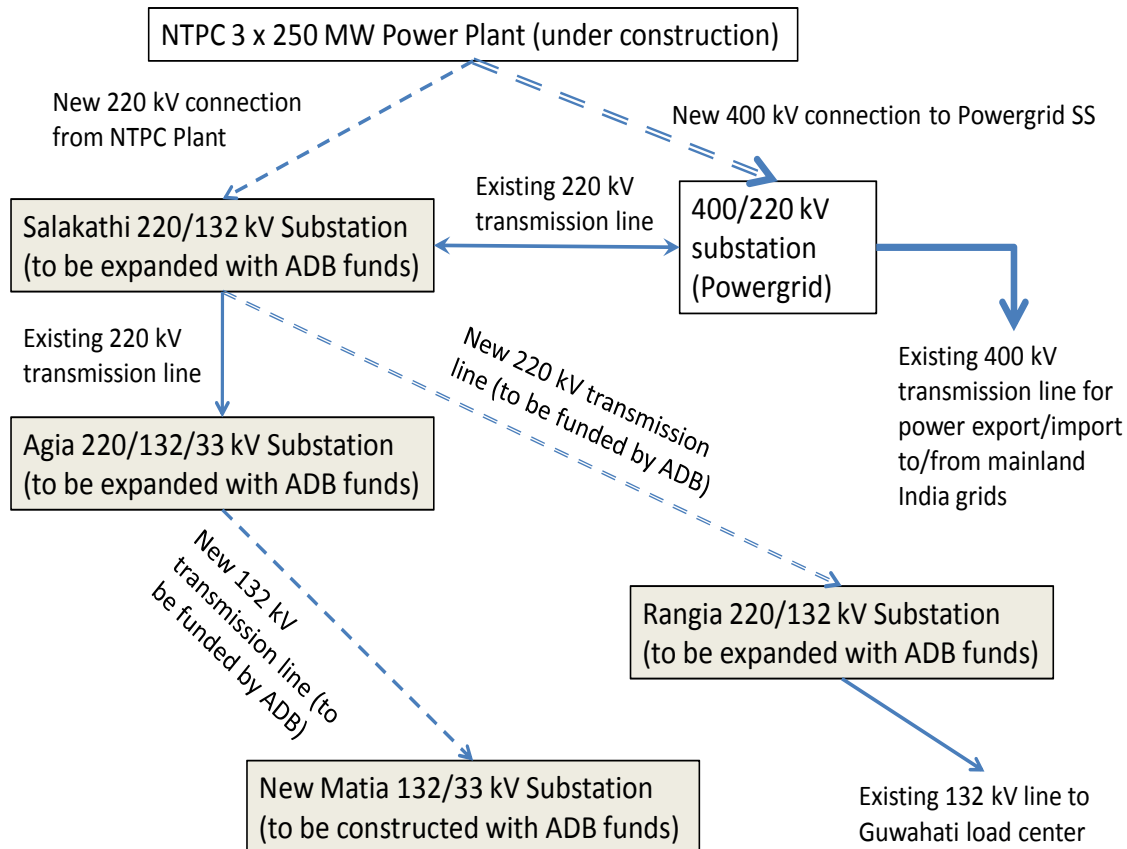 NTPC 3 x 250 MW Power Plant (under construction)
New 220 kV connection
from NTPC Plant
New 400 kV connection to Powergrid SS
Existing 220 kV
transmission line
Salakathi 220/132 kV Substation
(to be expanded with ADB funds)
400/220 kV
substation
(Powergrid)
Existing 220 kV
transmission line
New 220 kV transmission
line (to be funded by ADB)
Existing 400 kV
transmission line for
power export/import
to/from mainland
India grids
Agia 220/132/33 kV Substation
(to be expanded with ADB funds)
New 132 kV
transmission line (to
be funded by ADB)
Rangia 220/132 kV Substation
(to be expanded with ADB funds)
New Matia 132/33 kV Substation
(to be constructed with ADB funds)
Existing 132 kV line to
Guwahati load center